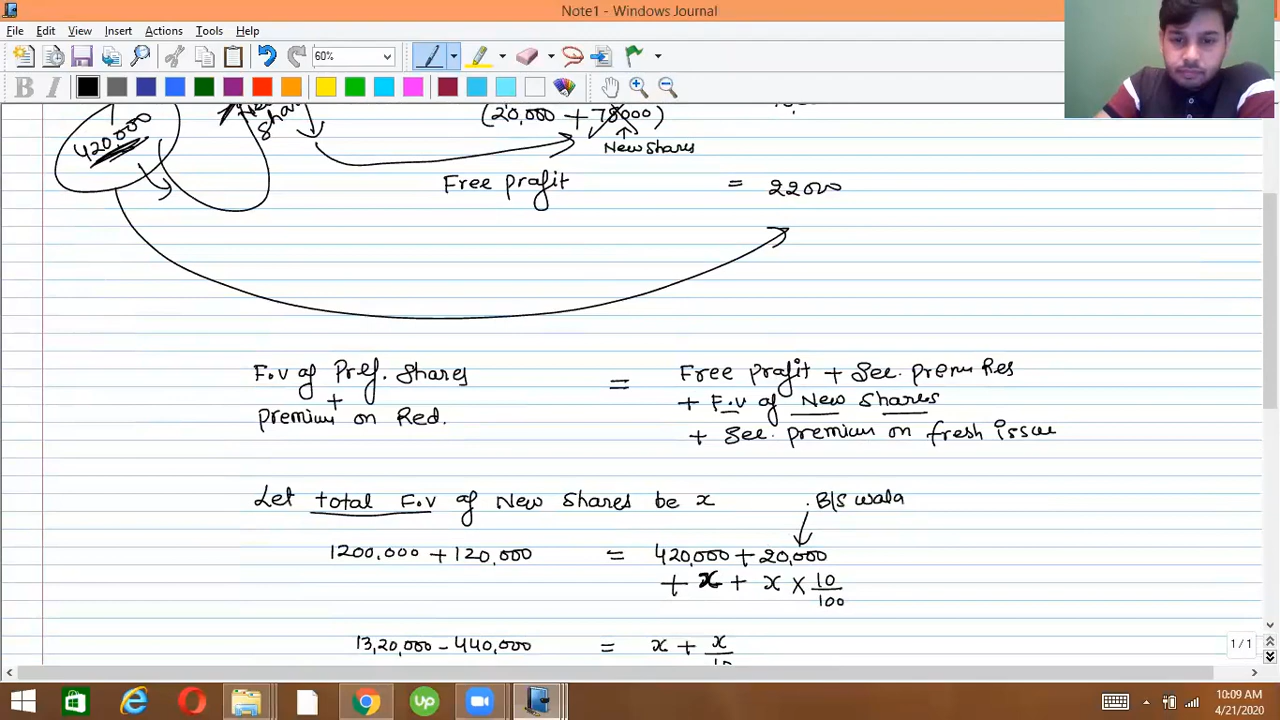 Note1 - Windows Journal
File Edit View Insert Actions Tools Help
60%
420,000
(20,000 + 78000)
New Shares
Free profit = 22000
F.v of Pref. Shares = Free profit + Sec. premu Res
+ + F.v of New Shares
premium on Red. + Sec. premium on fresh issue
Let total F.v of New Shares be x . B/S wala
1200,000 + 120,000 = 420,000 + 20,000
+ x + x × 10/100
13,20,000 - 440,000 = x + x/10
1 / 1
up
10:09 AM
4/21/2020